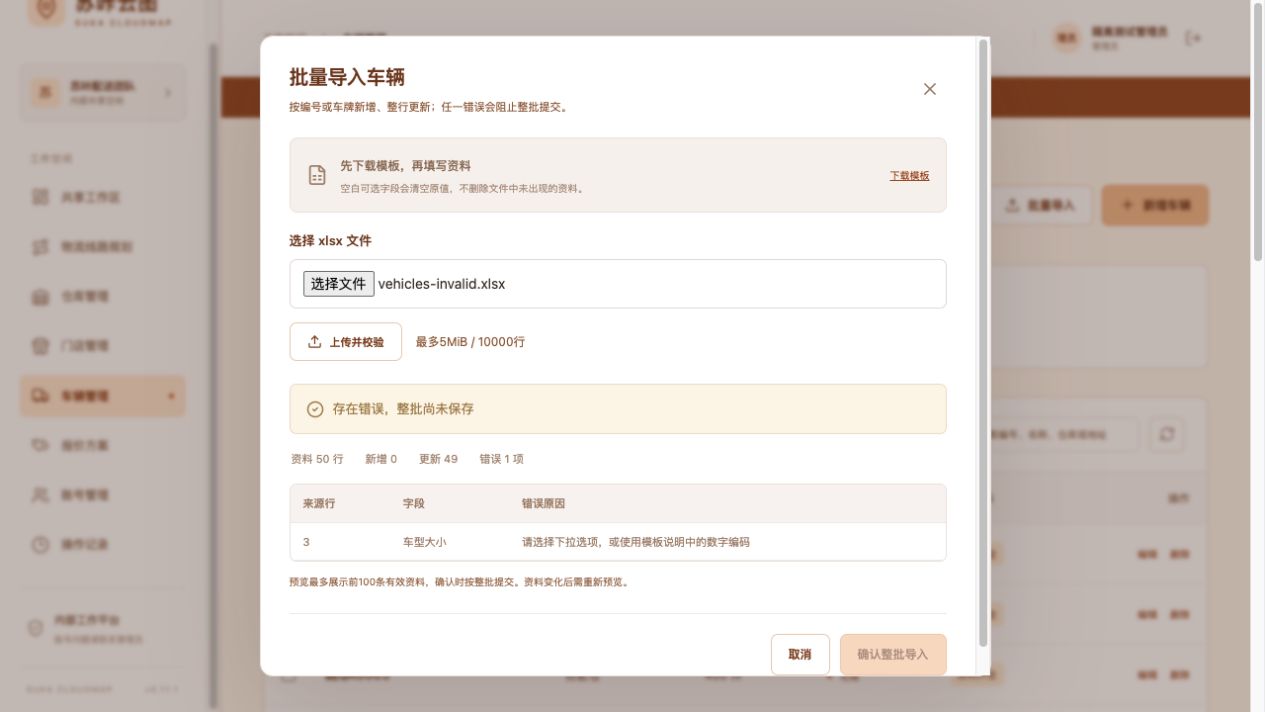 批量导入车辆
按编号或车牌新增、整行更新；任一错误会阻止整批提交。
先下载模板，再填写资料
空白可选字段会清空原值，不删除文件中未出现的资料。
下载模板
选择 xlsx 文件
选择文件 vehicles-invalid.xlsx
上传并校验 最多5MiB / 10000行
存在错误，整批尚未保存
资料 50 行 新增 0 更新 49 错误 1 项
来源行 字段 错误原因
3 车型大小 请选择下拉选项，或使用模板说明中的数字编码
预览最多展示前100条有效资料，确认时按整批提交。资料变化后需重新预览。
取消 确认整批导入
共享工作区
物流线路规划
仓库管理
门店管理
车辆管理
报价方案
账号管理
操作记录
内部工作平台
批量导入
新增车辆
操作
编辑 删除
编辑 删除
编辑 删除